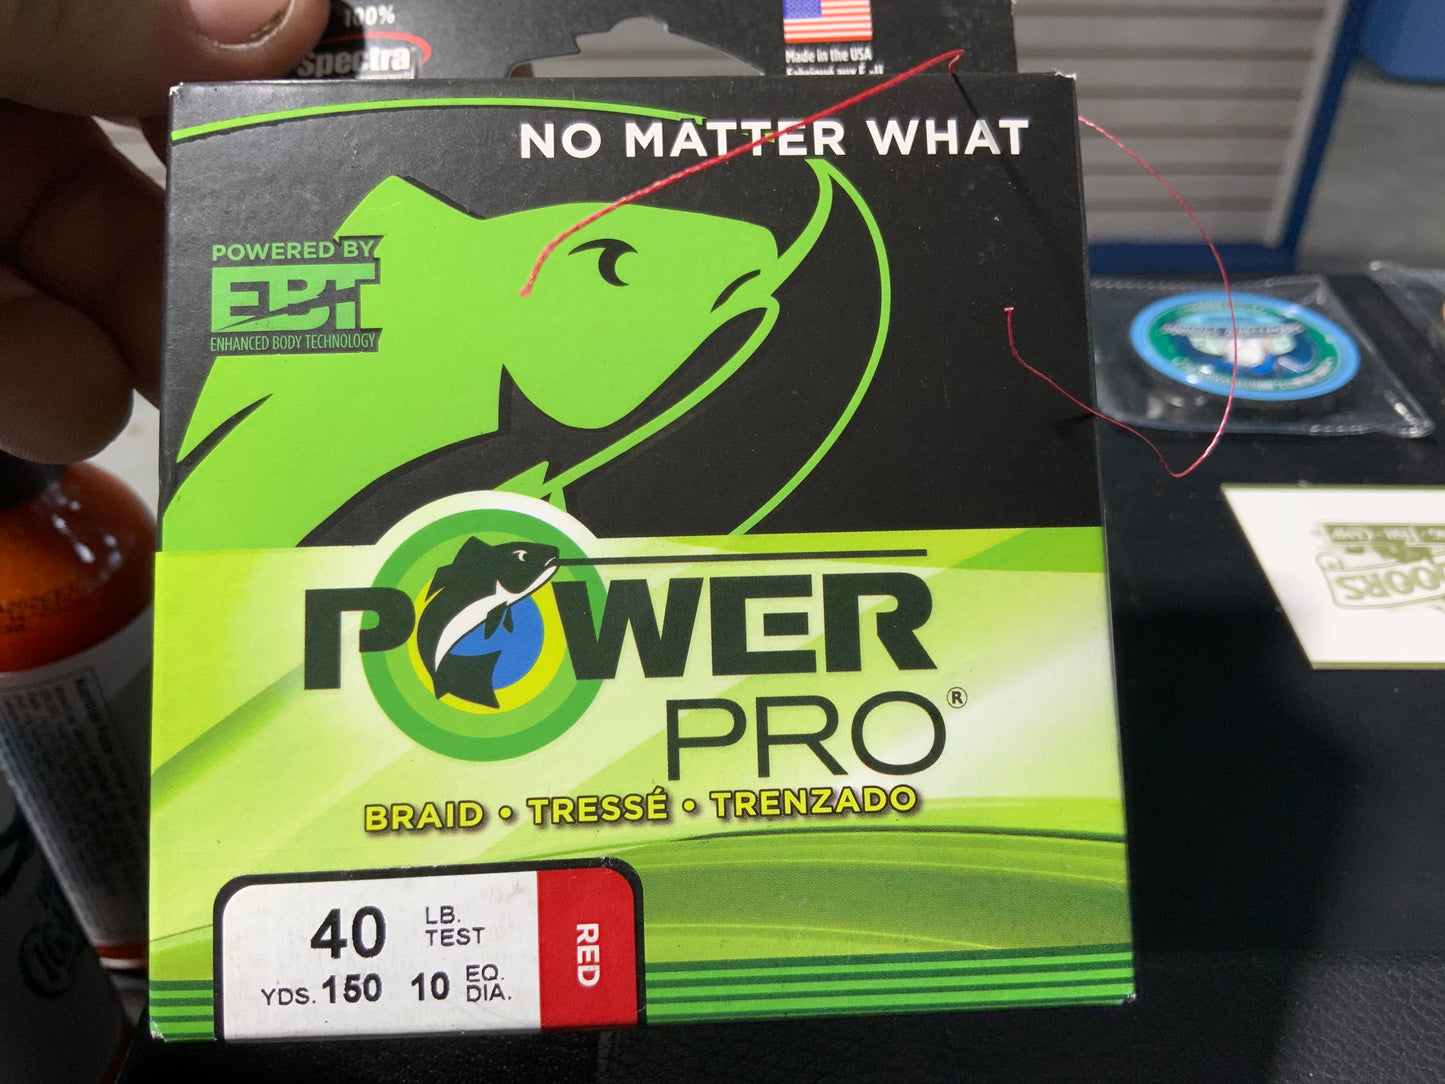 100%
Spectra
Made in the USA
NO MATTER WHAT
POWERED BY
EBT
ENHANCED BODY TECHNOLOGY
POWER
PRO®
BRAID • TRESSÉ • TRENZADO
40 LB. TEST
YDS. 150 10 EQ. DIA.
RED